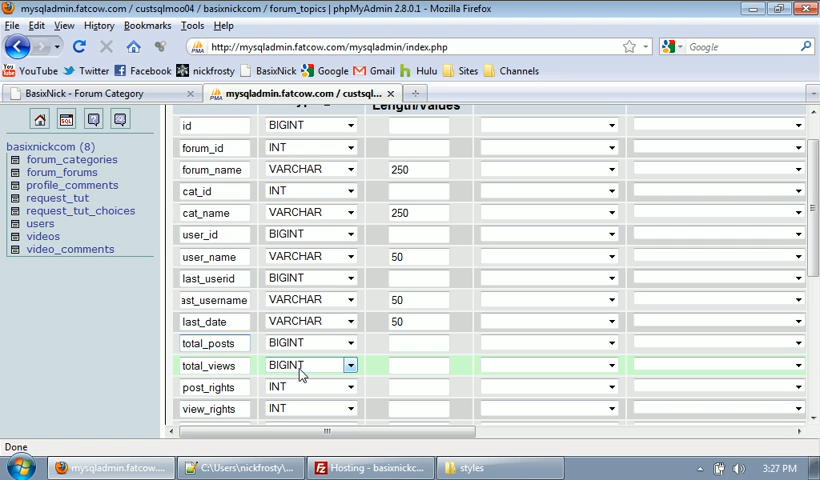 mysqladmin.fatcow.com / custsqlmoo04 / basixnickcom / forum_topics | phpMyAdmin 2.8.0.1 - Mozilla Firefox
File Edit View History Bookmarks Tools Help
http://mysqladmin.fatcow.com/mysqladmin/index.php
Google
YouTube Twitter Facebook nickfrosty BasixNick Google Gmail Hulu Sites Channels
BasixNick - Forum Category
mysqladmin.fatcow.com / custsql...
Length/Values
basixnickcom (8)
forum_categories
forum_forums
profile_comments
request_tut
request_tut_choices
users
videos
video_comments
id BIGINT
forum_id INT
forum_name VARCHAR 250
cat_id INT
cat_name VARCHAR 250
user_id BIGINT
user_name VARCHAR 50
last_userid BIGINT
ast_username VARCHAR 50
last_date VARCHAR 50
total_posts BIGINT
total_views BIGINT
post_rights INT
view_rights INT
Done
mysqladmin.fatcow.com.... C:\Users\nickfrosty\B... Hosting - basixnickc... styles 3:27 PM